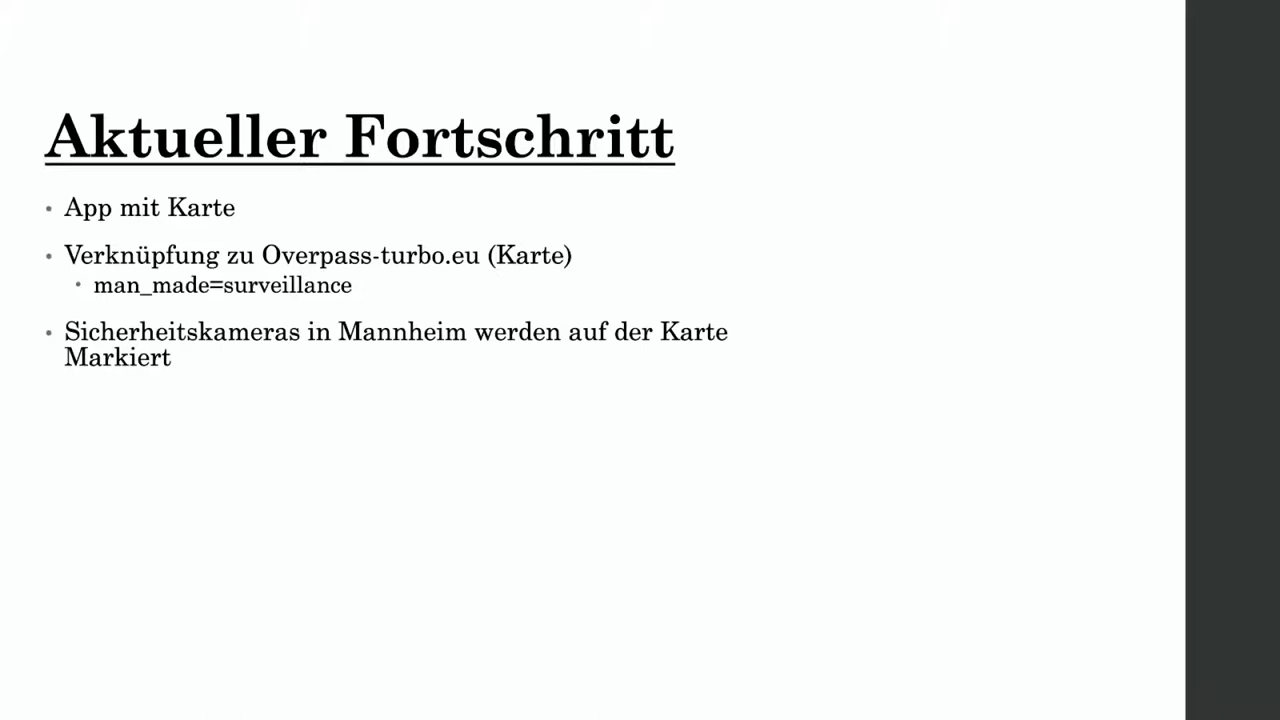 Aktueller Fortschritt
• App mit Karte
• Verknüpfung zu Overpass-turbo.eu (Karte)
• man_made=surveillance
• Sicherheitskameras in Mannheim werden auf der Karte
Markiert